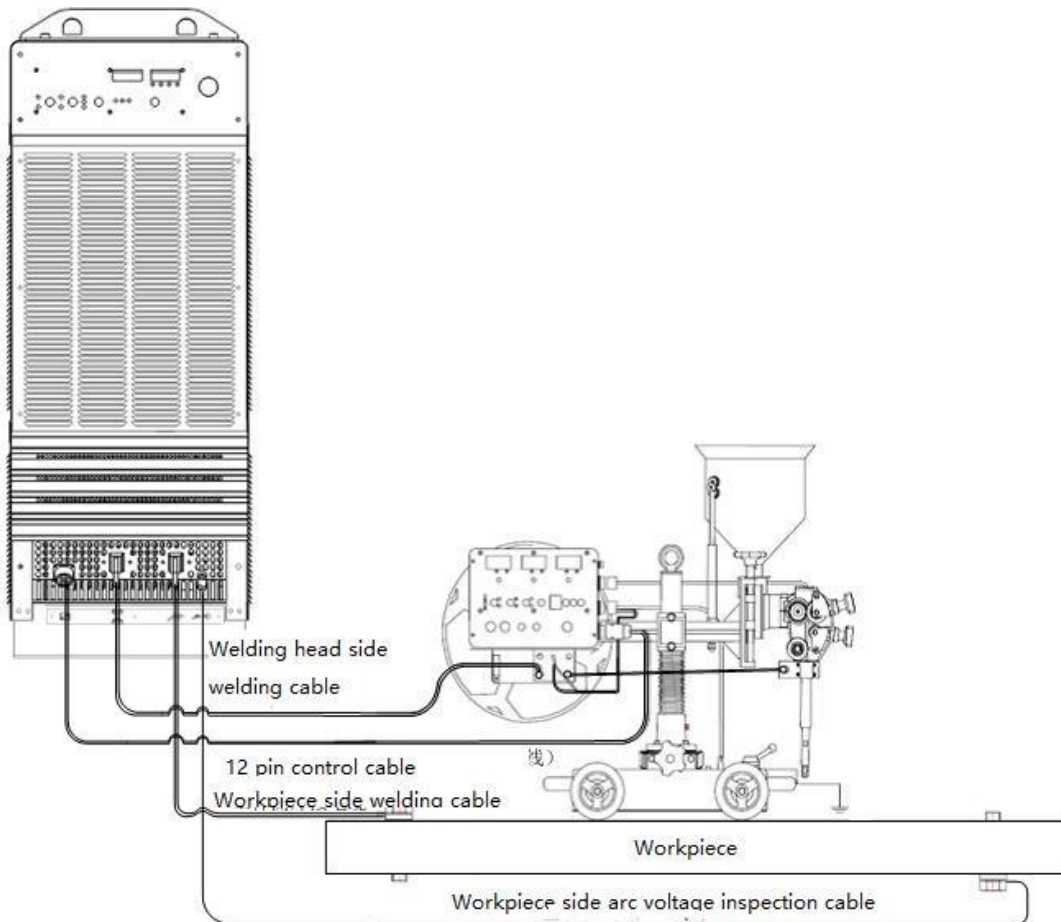 Welding head side
welding cable
线）
12 pin control cable
Workpiece side welding cable
Workpiece
Workpiece side arc voltage inspection cable